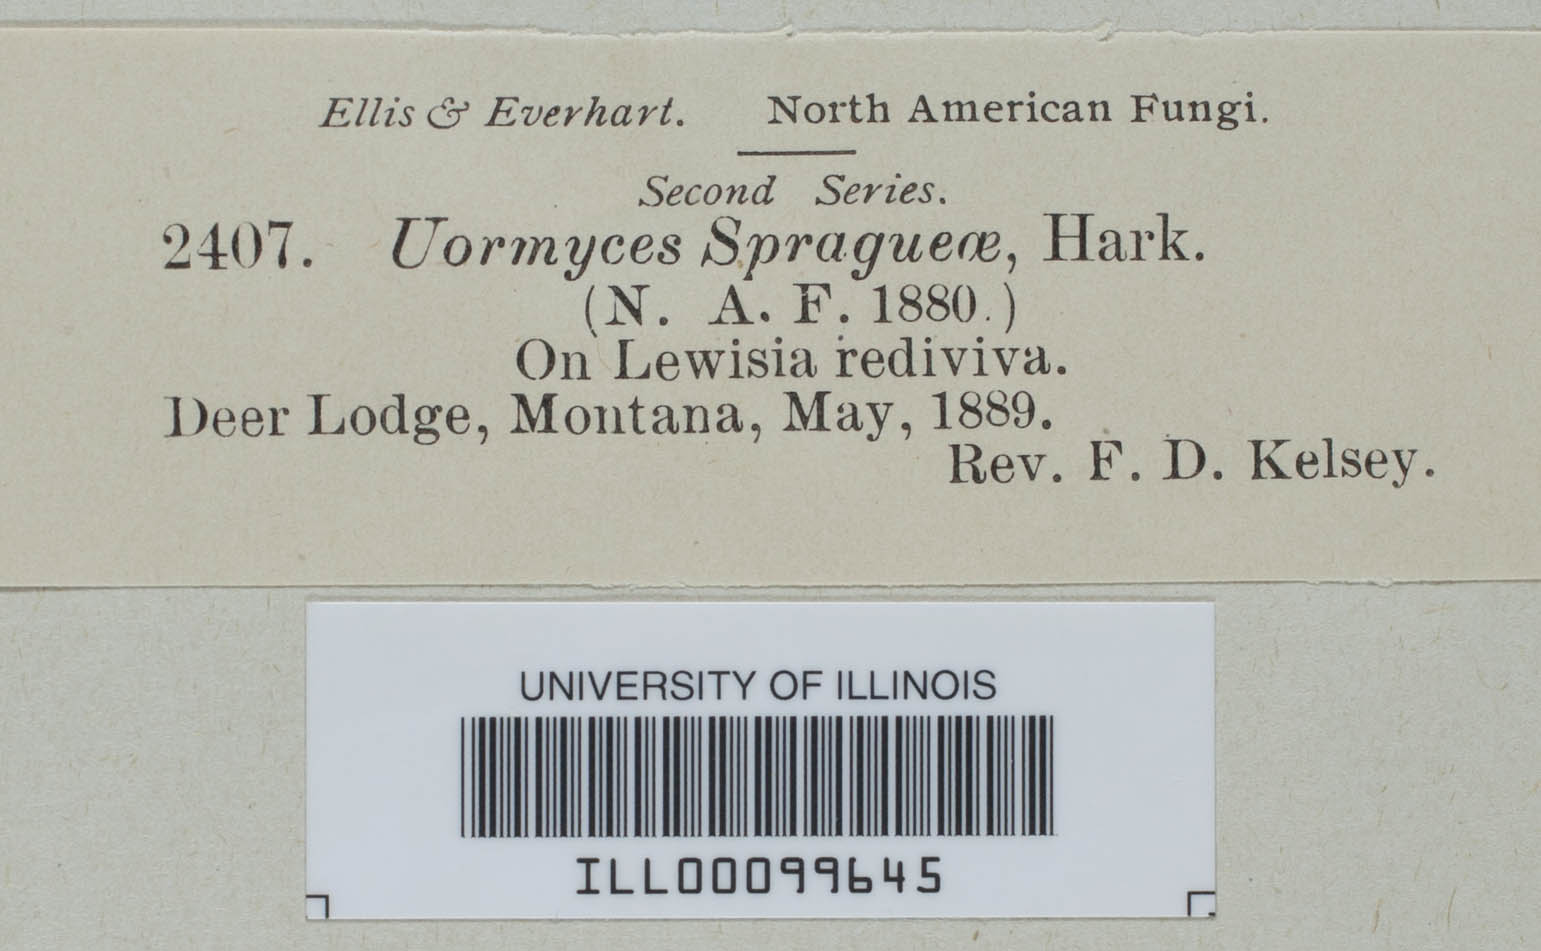 Ellis & Everhart. North American Fungi.
Second Series.
2407. Uormyces Spragueæ, Hark.
(N. A. F. 1880.)
On Lewisia rediviva.
Deer Lodge, Montana, May, 1889.
Rev. F. D. Kelsey.
UNIVERSITY OF ILLINOIS
ILL00099645